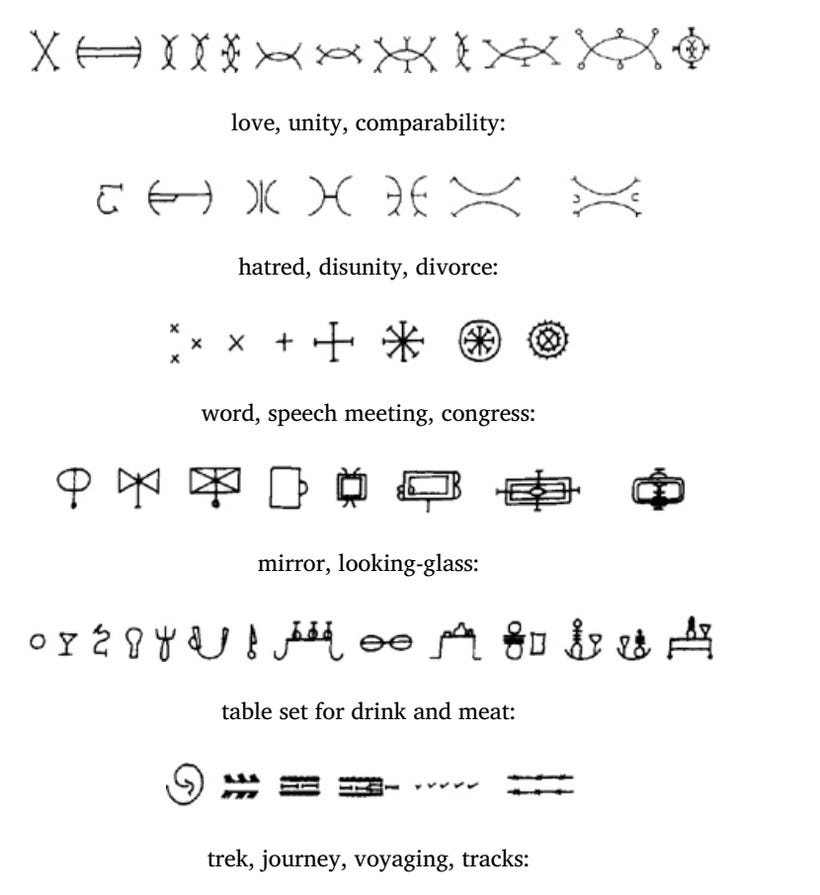 love, unity, comparability:
hatred, disunity, divorce:
word, speech meeting, congress:
mirror, looking-glass:
table set for drink and meat:
trek, journey, voyaging, tracks: